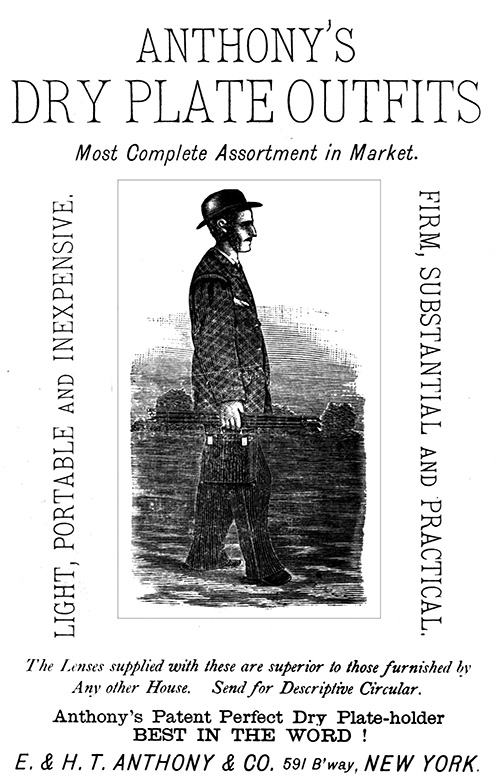 ANTHONY'S
DRY PLATE OUTFITS
Most Complete Assortment in Market.
LIGHT, PORTABLE AND INEXPENSIVE.
FIRM, SUBSTANTIAL AND PRACTICAL.
The Lenses supplied with these are superior to those furnished by
Any other House. Send for Descriptive Circular.
Anthony's Patent Perfect Dry Plate-holder
BEST IN THE WORD !
E. & H. T. ANTHONY & CO. 591 B'way, NEW YORK.